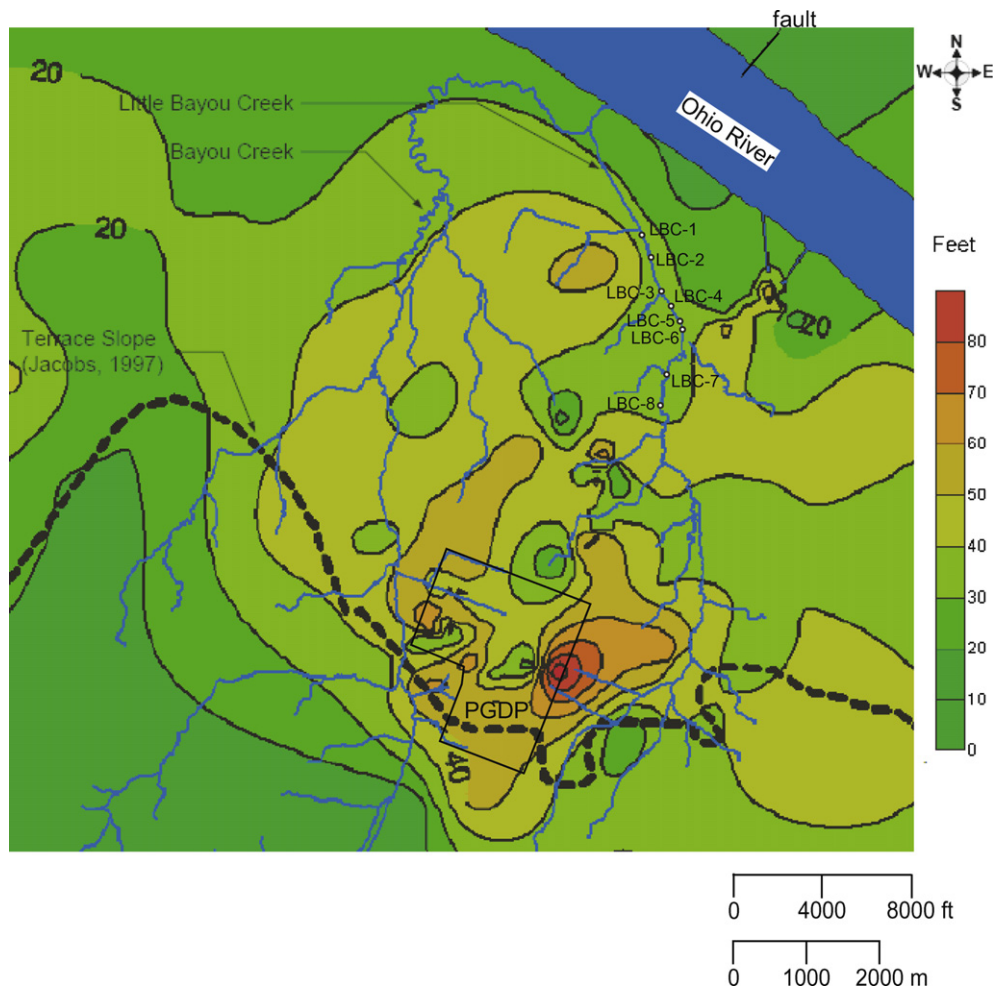 fault
N
W E
S
20
Little Bayou Creek
Ohio River
Bayou Creek
20
LBC-1
Feet
LBC-2
LBC-3
LBC-4
LBC-5
20
LBC-6
Terrace Slope
(Jacobs, 1997)
80
LBC-7
LBC-8
70
60
50
40
30
20
10
0
PGDP
40
0 4000 8000 ft
0 1000 2000 m